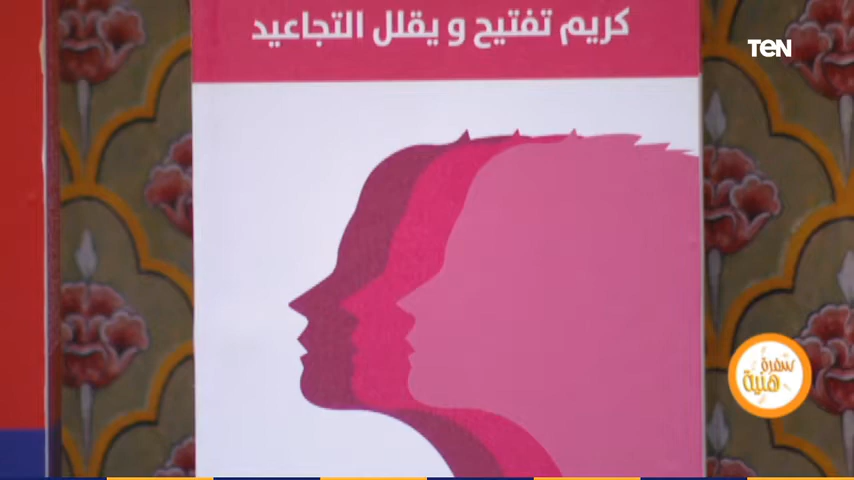 كريم تفتيح و يقلل التجاعيد
TEN
سفرة
هنية